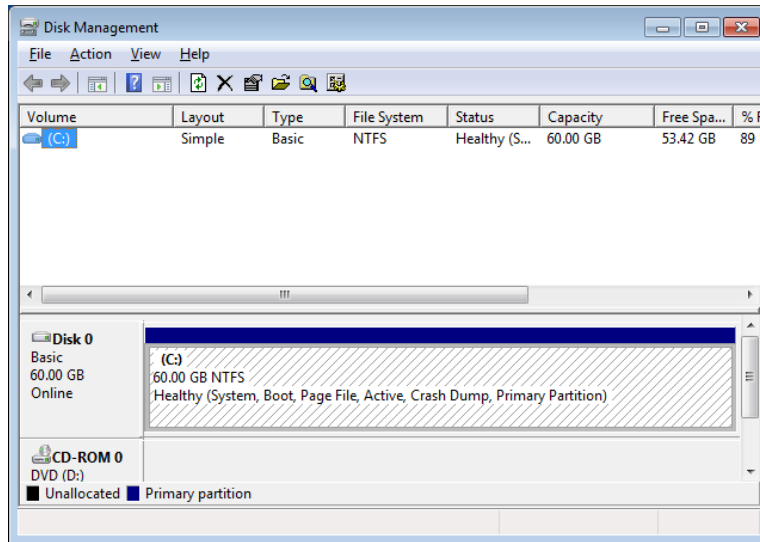 Disk Management
File Action View Help
Volume Layout Type File System Status Capacity Free Spa... % F
(C:) Simple Basic NTFS Healthy (S... 60.00 GB 53.42 GB 89
Disk 0
Basic
60.00 GB
Online
(C:)
60.00 GB NTFS
Healthy (System, Boot, Page File, Active, Crash Dump, Primary Partition)
CD-ROM 0
DVD (D:)
Unallocated Primary partition